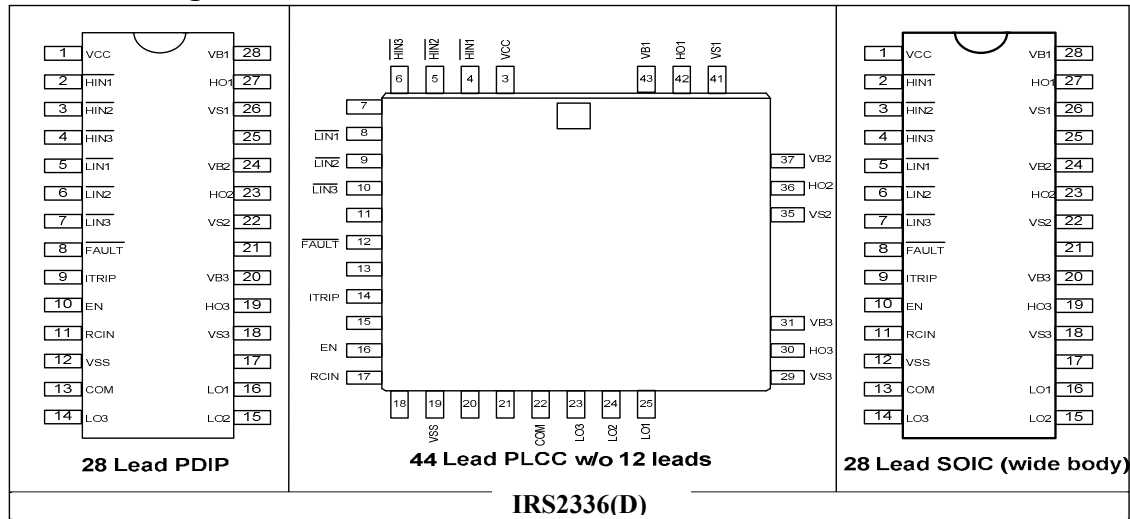 1 VCC VB1 28
2 HIN1 HO1 27
3 HIN2 VS1 26
4 HIN3 25
5 LIN1 VB2 24
6 LIN2 HO2 23
7 LIN3 VS2 22
8 FAULT 21
9 ITRIP VB3 20
10 EN HO3 19
11 RCIN VS3 18
12 VSS 17
13 COM LO1 16
14 LO3 LO2 15
28 Lead PDIP
HIN3 HIN2 HIN1 VCC VB1 HO1 VS1
6 5 4 3 43 42 41
7
LIN1 8
LIN2 9 37 VB2
LIN3 10 36 HO2
11 35 VS2
FAULT 12
13
ITRIP 14
15 31 VB3
EN 16 30 HO3
RCIN 17 29 VS3
18 19 20 21 22 23 24 25
VSS COM LO3 LO2 LO1
44 Lead PLCC w/o 12 leads
1 VCC VB1 28
2 HIN1 HO1 27
3 HIN2 VS1 26
4 HIN3 25
5 LIN1 VB2 24
6 LIN2 HO2 23
7 LIN3 VS2 22
8 FAULT 21
9 ITRIP VB3 20
10 EN HO3 19
11 RCIN VS3 18
12 VSS 17
13 COM LO1 16
14 LO3 LO2 15
28 Lead SOIC (wide body)
IRS2336(D)